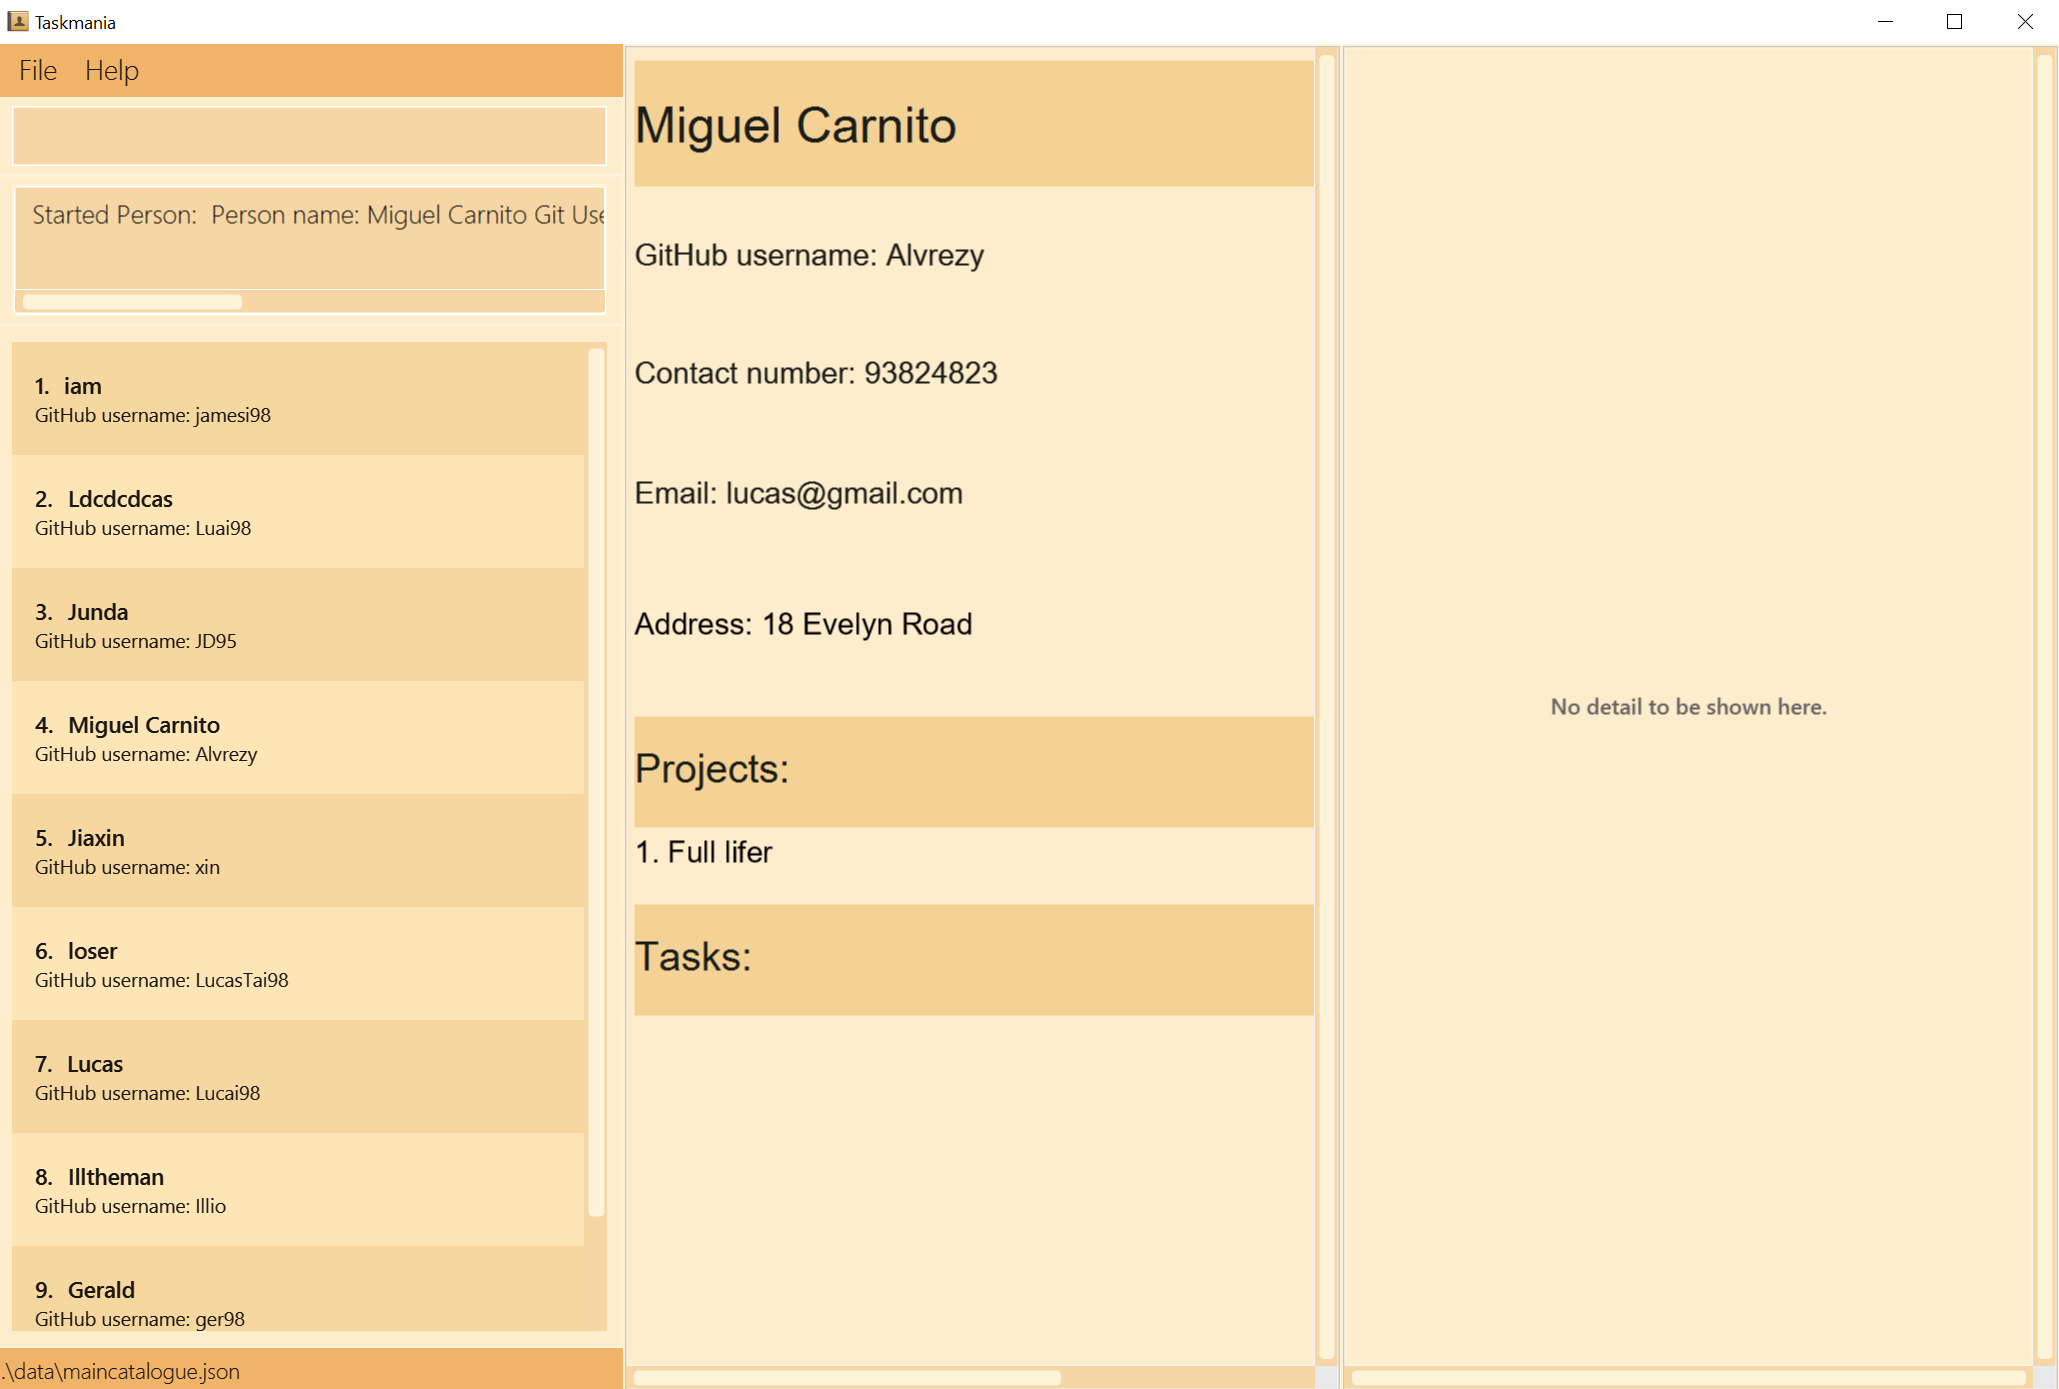 Taskmania
File Help
Started Person:  Person name: Miguel Carnito Git Use
1. iam
GitHub username: jamesi98
2. Ldcdcdcas
GitHub username: Luai98
3. Junda
GitHub username: JD95
4. Miguel Carnito
GitHub username: Alvrezy
5. Jiaxin
GitHub username: xin
6. loser
GitHub username: LucasTai98
7. Lucas
GitHub username: Lucai98
8. Illtheman
GitHub username: Illio
9. Gerald
GitHub username: ger98
.\data\maincatalogue.json
Miguel Carnito
GitHub username: Alvrezy
Contact number: 93824823
Email: lucas@gmail.com
Address: 18 Evelyn Road
Projects:
1. Full lifer
Tasks:
No detail to be shown here.